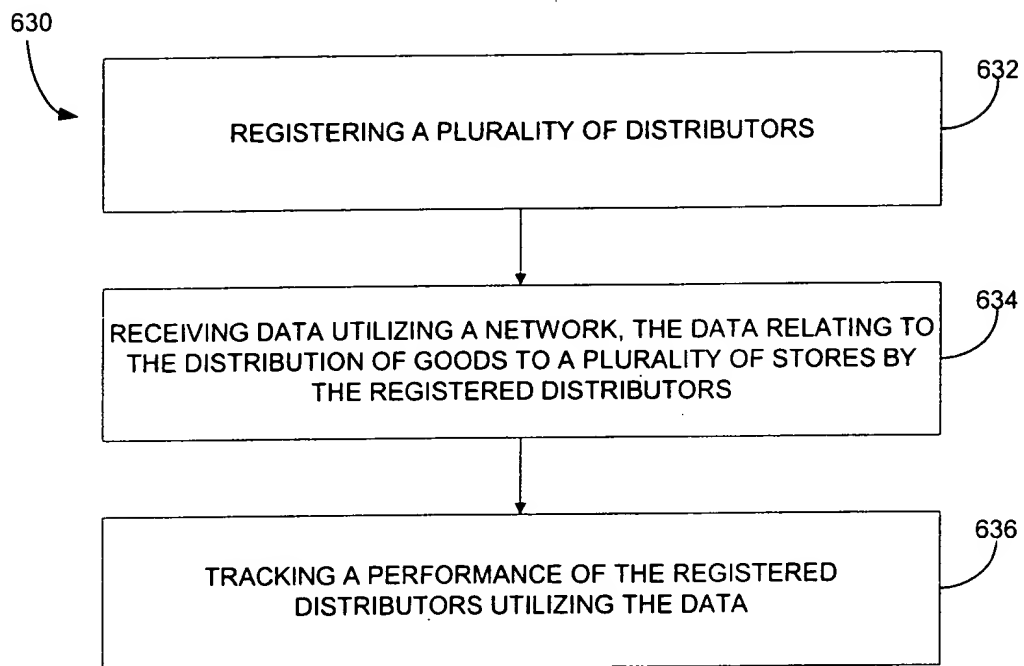 630
632
REGISTERING A PLURALITY OF DISTRIBUTORS
634
RECEIVING DATA UTILIZING A NETWORK, THE DATA RELATING TO
THE DISTRIBUTION OF GOODS TO A PLURALITY OF STORES BY
THE REGISTERED DISTRIBUTORS
636
TRACKING A PERFORMANCE OF THE REGISTERED
DISTRIBUTORS UTILIZING THE DATA